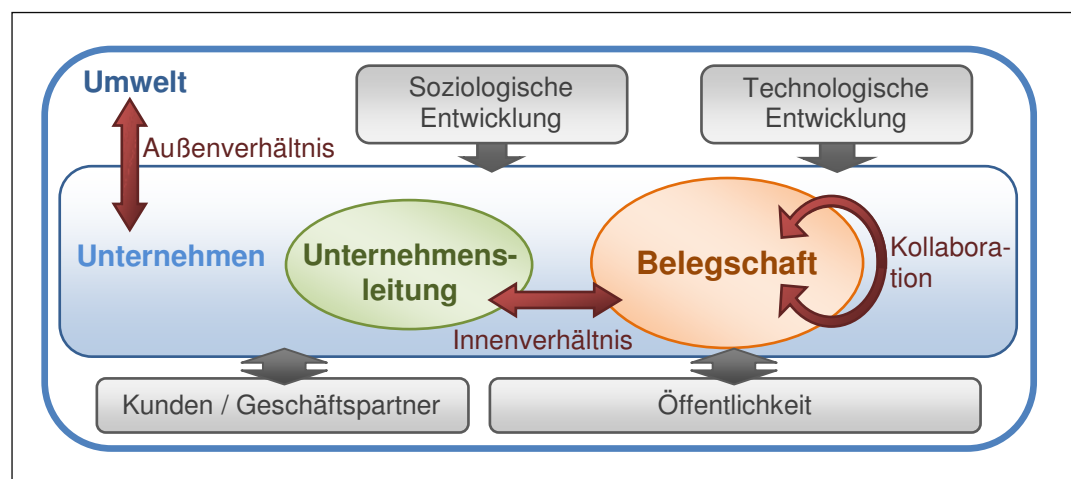 Umwelt
Soziologische
Entwicklung
Technologische
Entwicklung
Außenverhältnis
Unternehmen
Unternehmens-
leitung
Belegschaft
Kollabora-
tion
Innenverhältnis
Kunden / Geschäftspartner
Öffentlichkeit